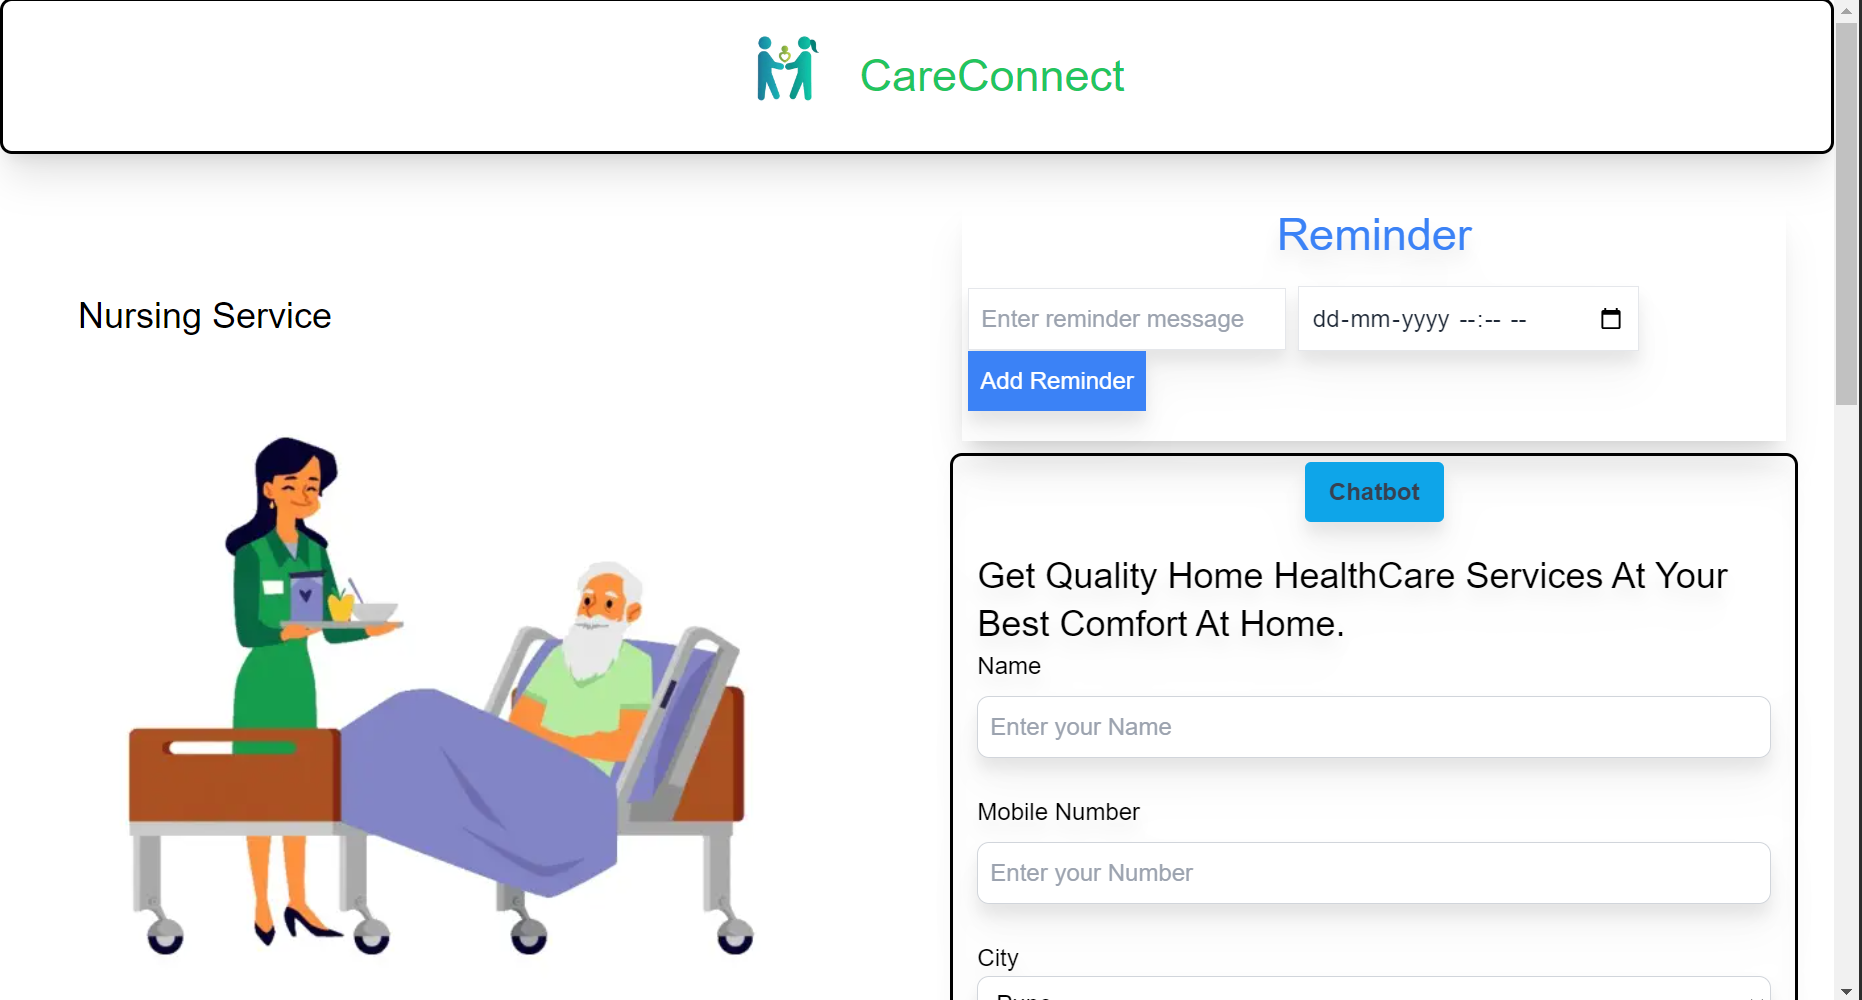 CareConnect
Nursing Service
Reminder
Enter reminder message
dd-mm-yyyy --:-- --
Add Reminder
Chatbot
Get Quality Home HealthCare Services At Your
Best Comfort At Home.
Name
Enter your Name
Mobile Number
Enter your Number
City